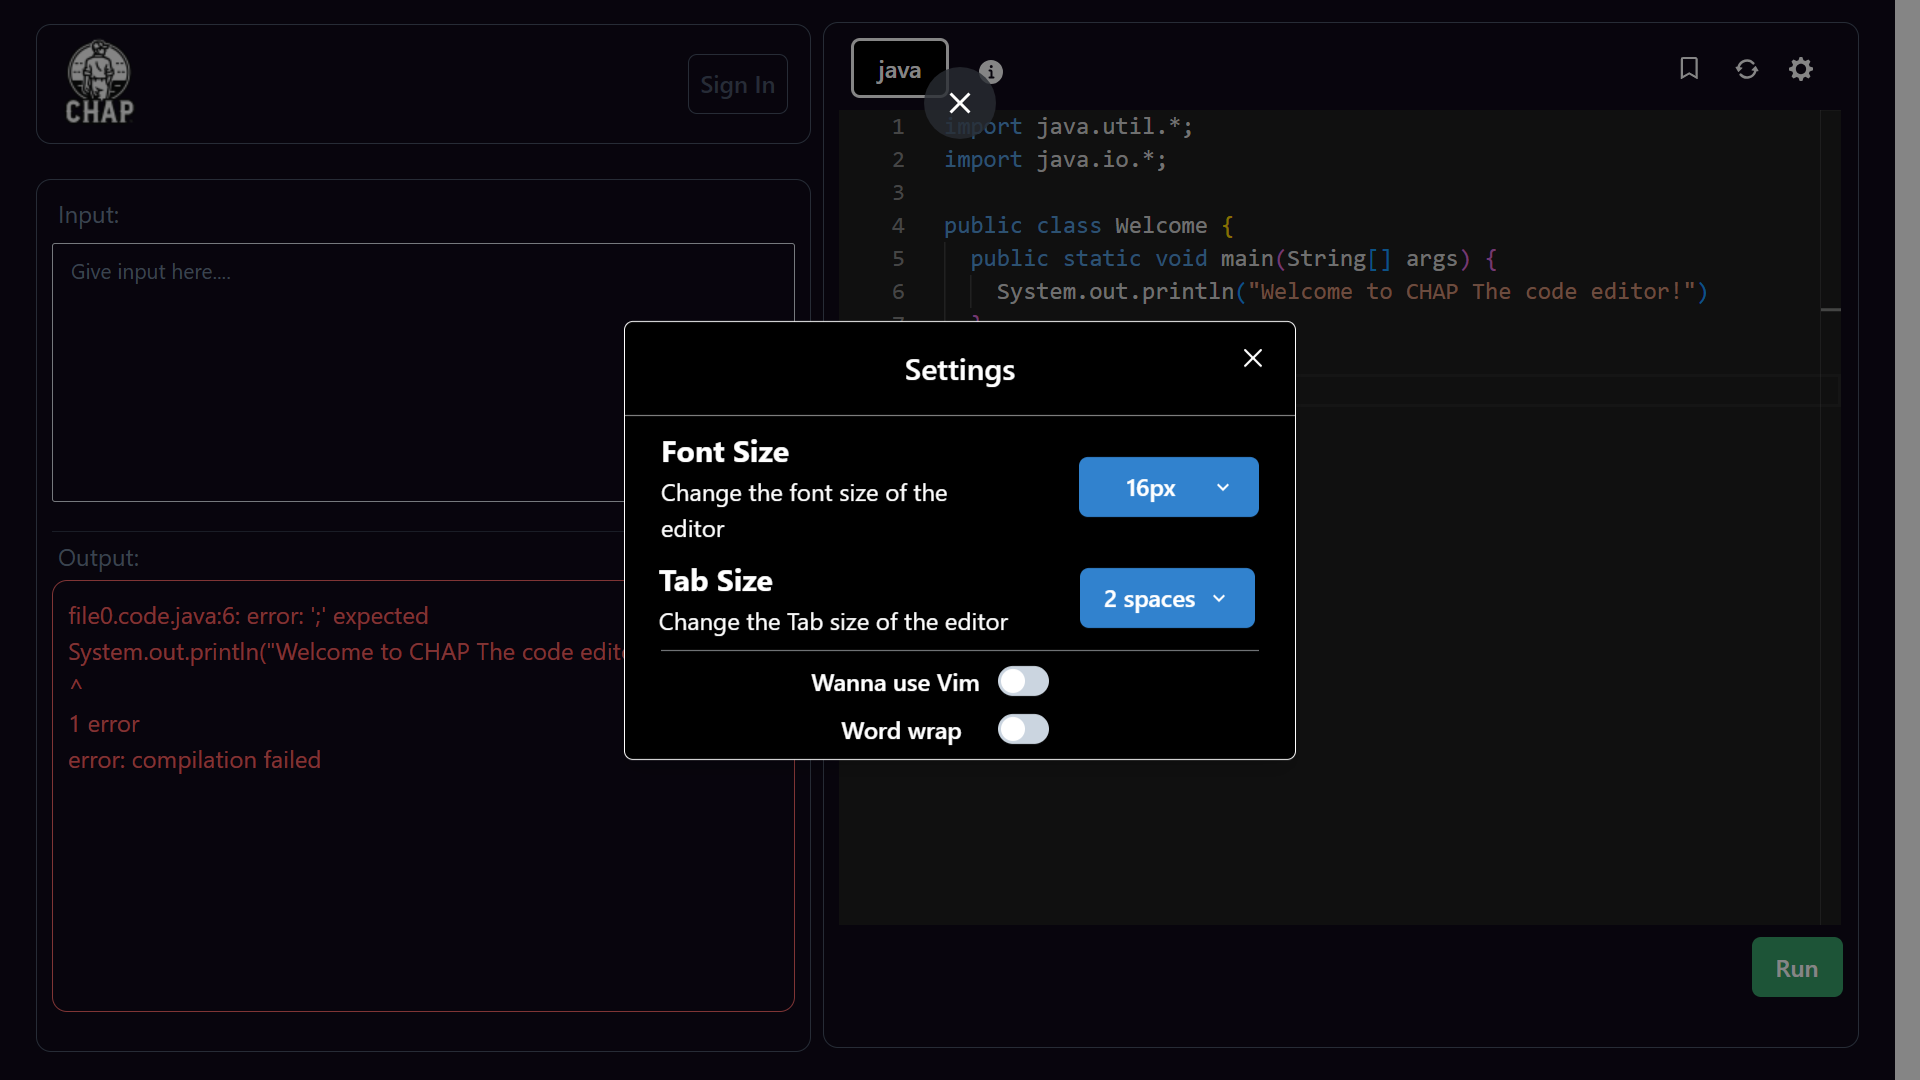 CHAP
Sign In
Input:
Give input here....
Output:
file0.code.java:6: error: ';' expected
System.out.println("Welcome to CHAP The code
^
1 error
error: compilation failed
java
1 import java.util.*;
2 import java.io.*;
3
4 public class Welcome {
5 public static void main(String[] args) {
6 System.out.println("Welcome to CHAP The code editor!")
7 }
Settings
Font Size
Change the font size of the
editor
16px
Tab Size
Change the Tab size of the editor
2 spaces
Wanna use Vim
Word wrap
Run